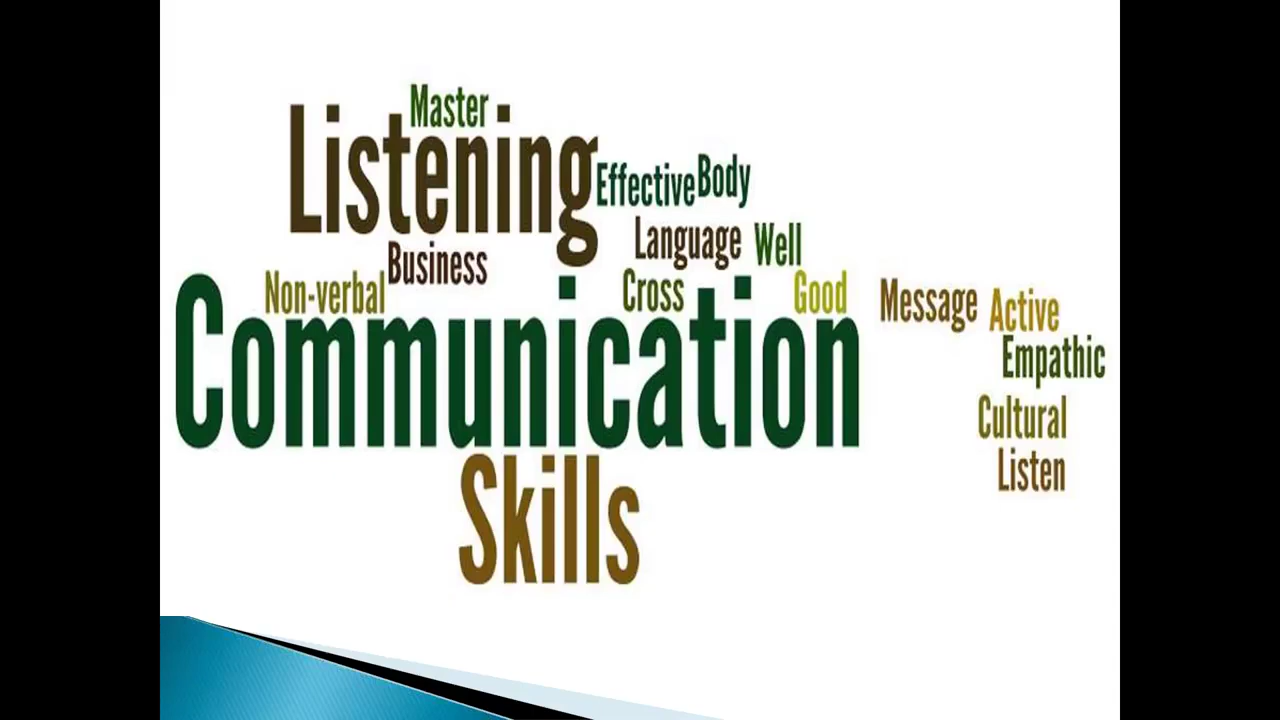 Master
Listening
Effective Body
Language Well
Business
Non-verbal Cross Good Message Active
Communication
Empathic
Cultural
Listen
Skills